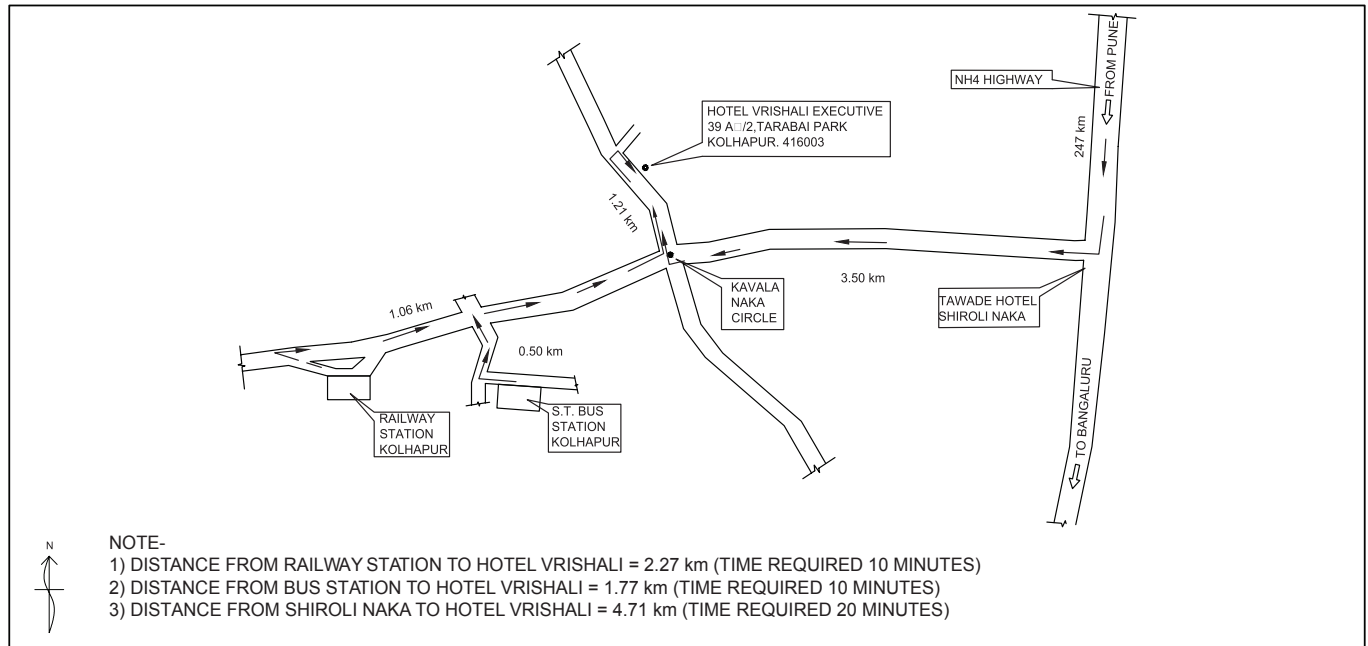 FROM PUNE
NH4 HIGHWAY
HOTEL VRISHALI EXECUTIVE
39 A□/2,TARABAI PARK
KOLHAPUR. 416003
247 km
1.21 km
3.50 km
KAVALA
NAKA
CIRCLE
TAWADE HOTEL
SHIROLI NAKA
1.06 km
0.50 km
RAILWAY
STATION
KOLHAPUR
S.T. BUS
STATION
KOLHAPUR
TO BANGALURU
N
NOTE-
1) DISTANCE FROM RAILWAY STATION TO HOTEL VRISHALI = 2.27 km (TIME REQUIRED 10 MINUTES)
2) DISTANCE FROM BUS STATION TO HOTEL VRISHALI = 1.77 km (TIME REQUIRED 10 MINUTES)
3) DISTANCE FROM SHIROLI NAKA TO HOTEL VRISHALI = 4.71 km (TIME REQUIRED 20 MINUTES)